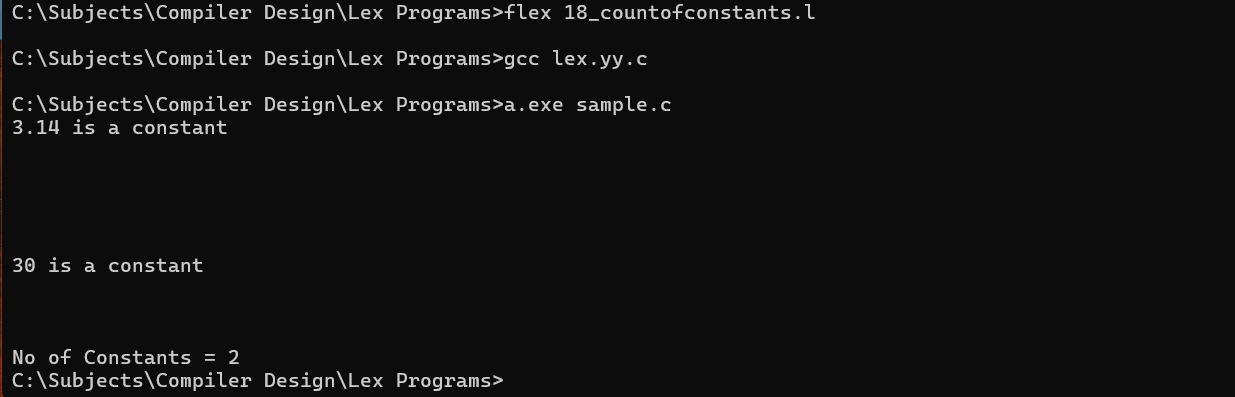 C:\Subjects\Compiler Design\Lex Programs>flex 18_countofconstants.l
C:\Subjects\Compiler Design\Lex Programs>gcc lex.yy.c
C:\Subjects\Compiler Design\Lex Programs>a.exe sample.c
3.14 is a constant
30 is a constant
No of Constants = 2
C:\Subjects\Compiler Design\Lex Programs>